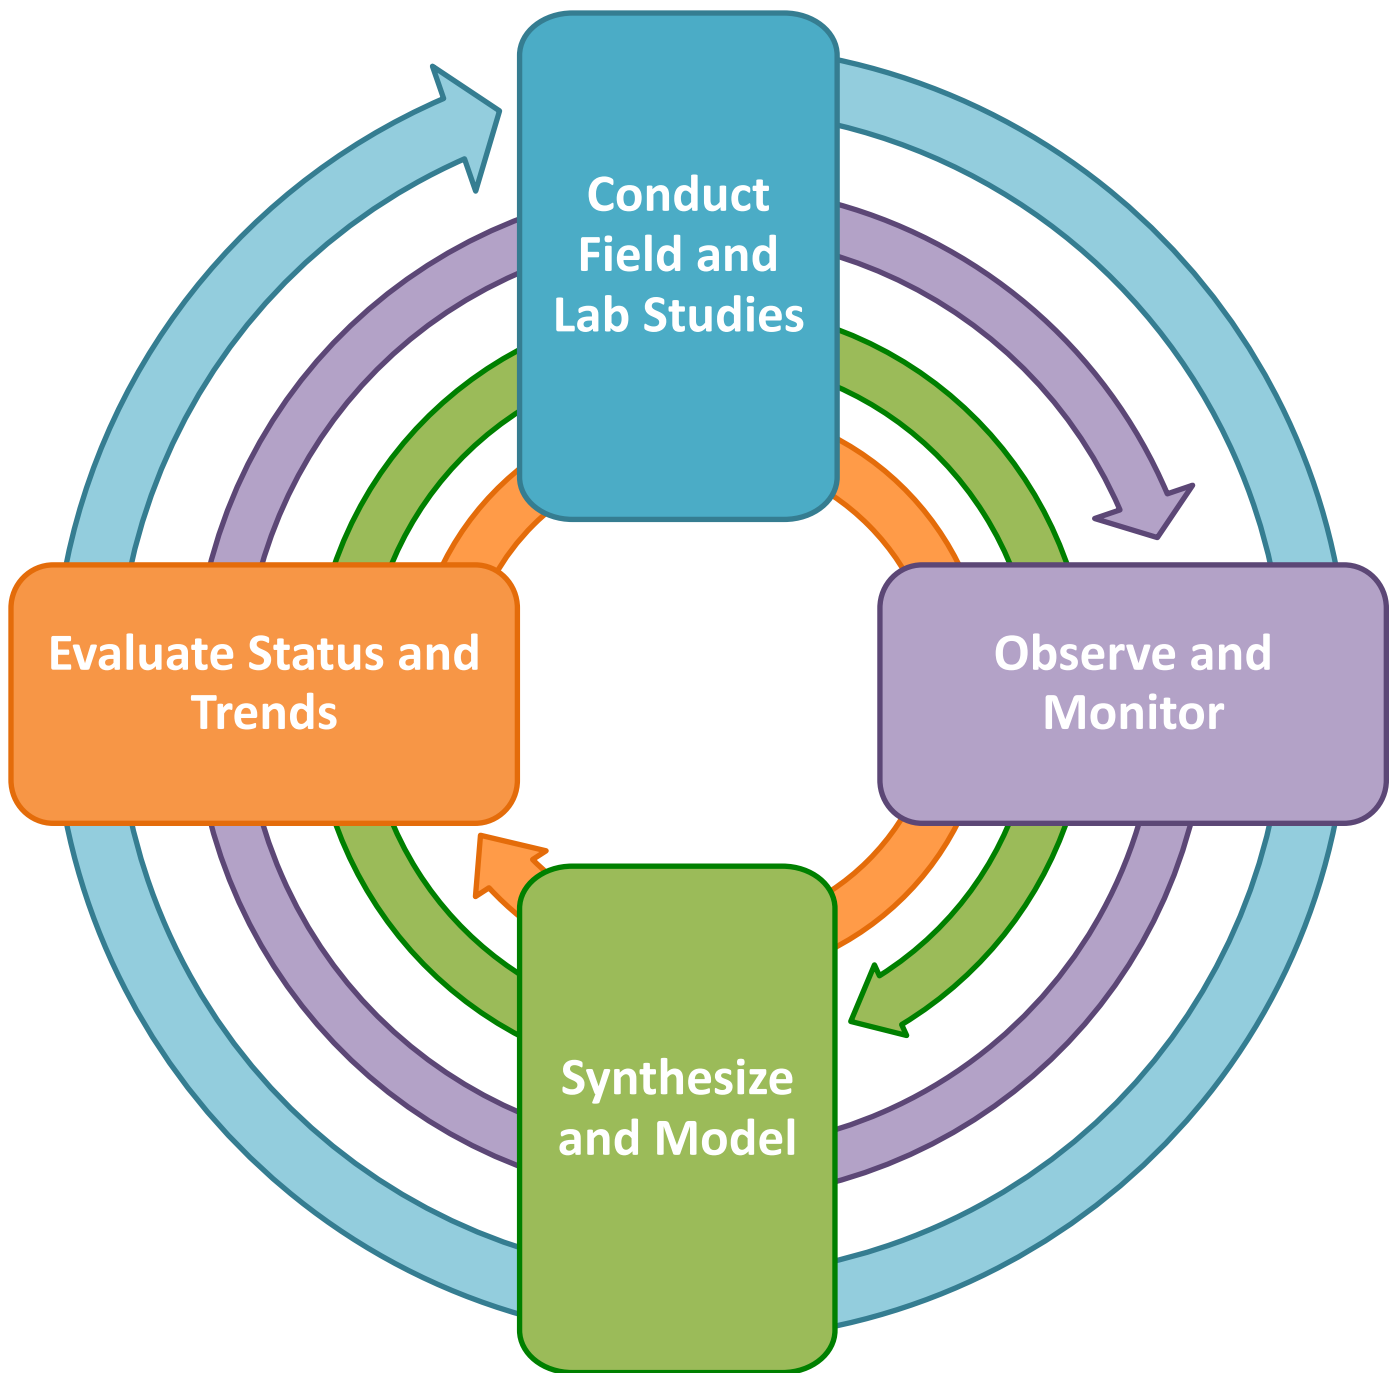 Conduct
Field and
Lab Studies
Evaluate Status and
Trends
Observe and
Monitor
Synthesize
and Model